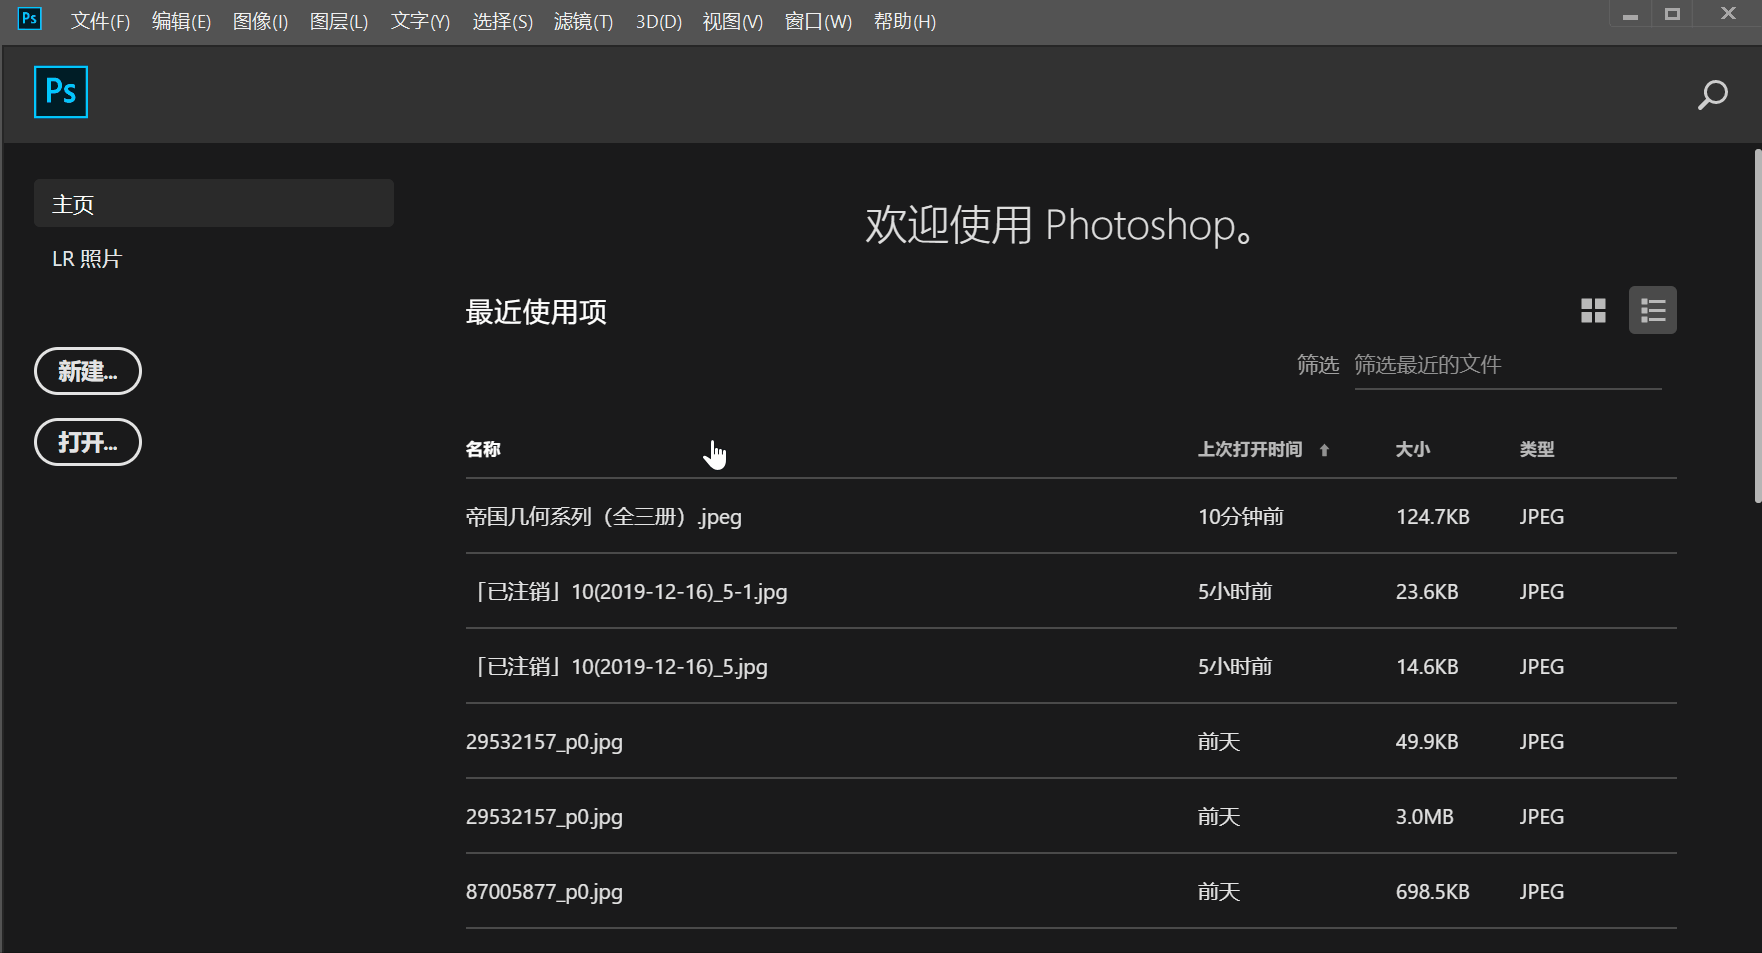 Ps 文件(F) 编辑(E) 图像(I) 图层(L) 文字(Y) 选择(S) 滤镜(T) 3D(D) 视图(V) 窗口(W) 帮助(H)
Ps
主页
LR 照片
新建...
打开...
欢迎使用 Photoshop。
最近使用项
筛选 筛选最近的文件
名称 上次打开时间 大小 类型
帝国几何系列（全三册）.jpeg 10分钟前 124.7KB JPEG
「已注销」10(2019-12-16)_5-1.jpg 5小时前 23.6KB JPEG
「已注销」10(2019-12-16)_5.jpg 5小时前 14.6KB JPEG
29532157_p0.jpg 前天 49.9KB JPEG
29532157_p0.jpg 前天 3.0MB JPEG
87005877_p0.jpg 前天 698.5KB JPEG